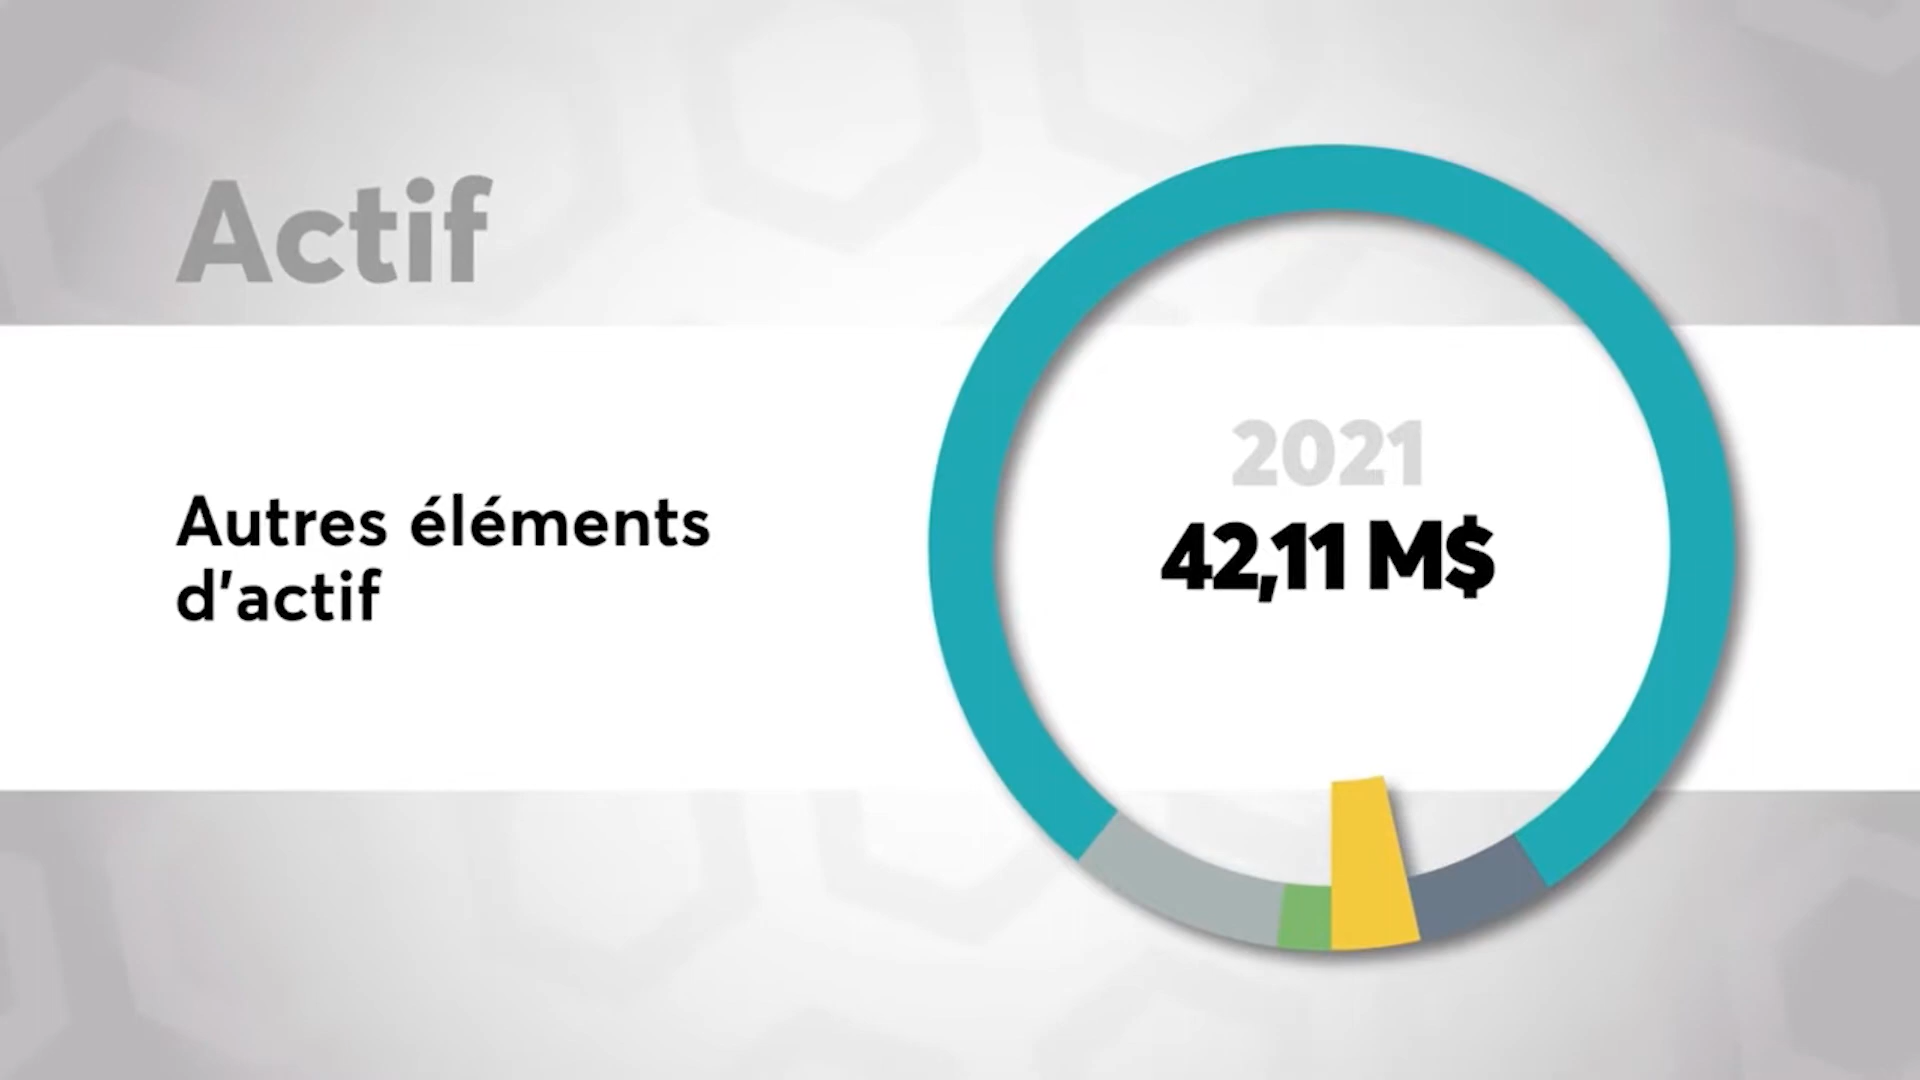 Actif
Autres éléments
d'actif
2021
42,11 M$